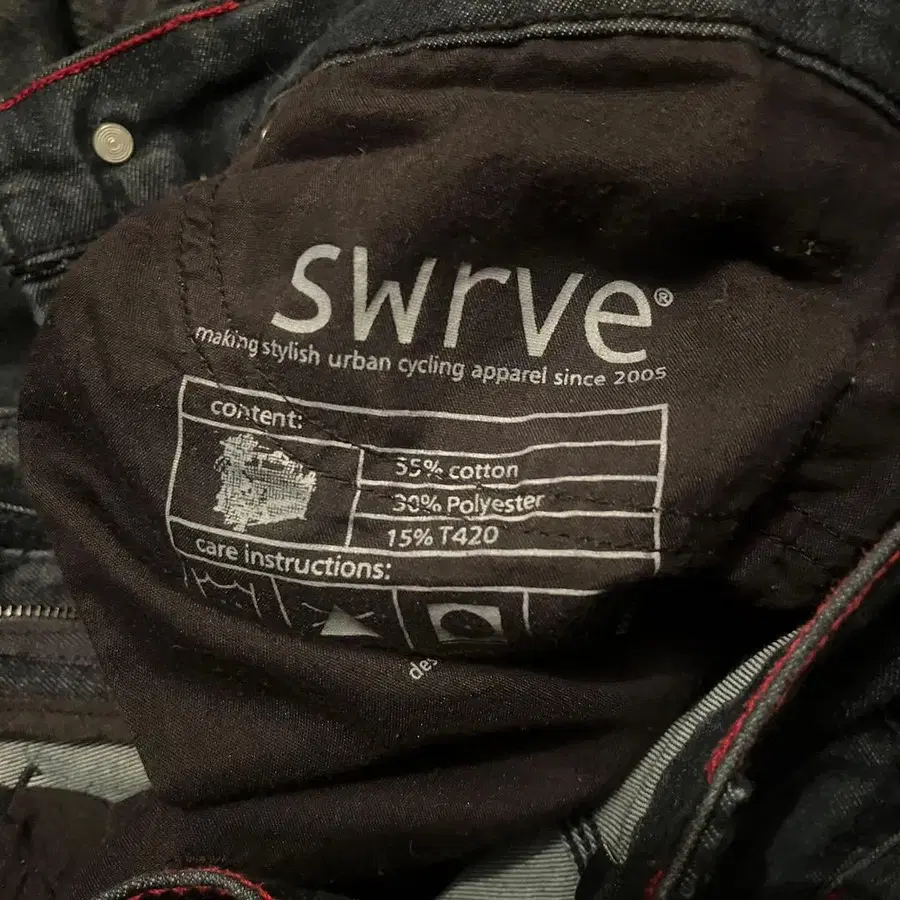 swrve®
making stylish urban cycling apparel since 2005
content:
55% cotton
30% Polyester
15% T420
care instructions: